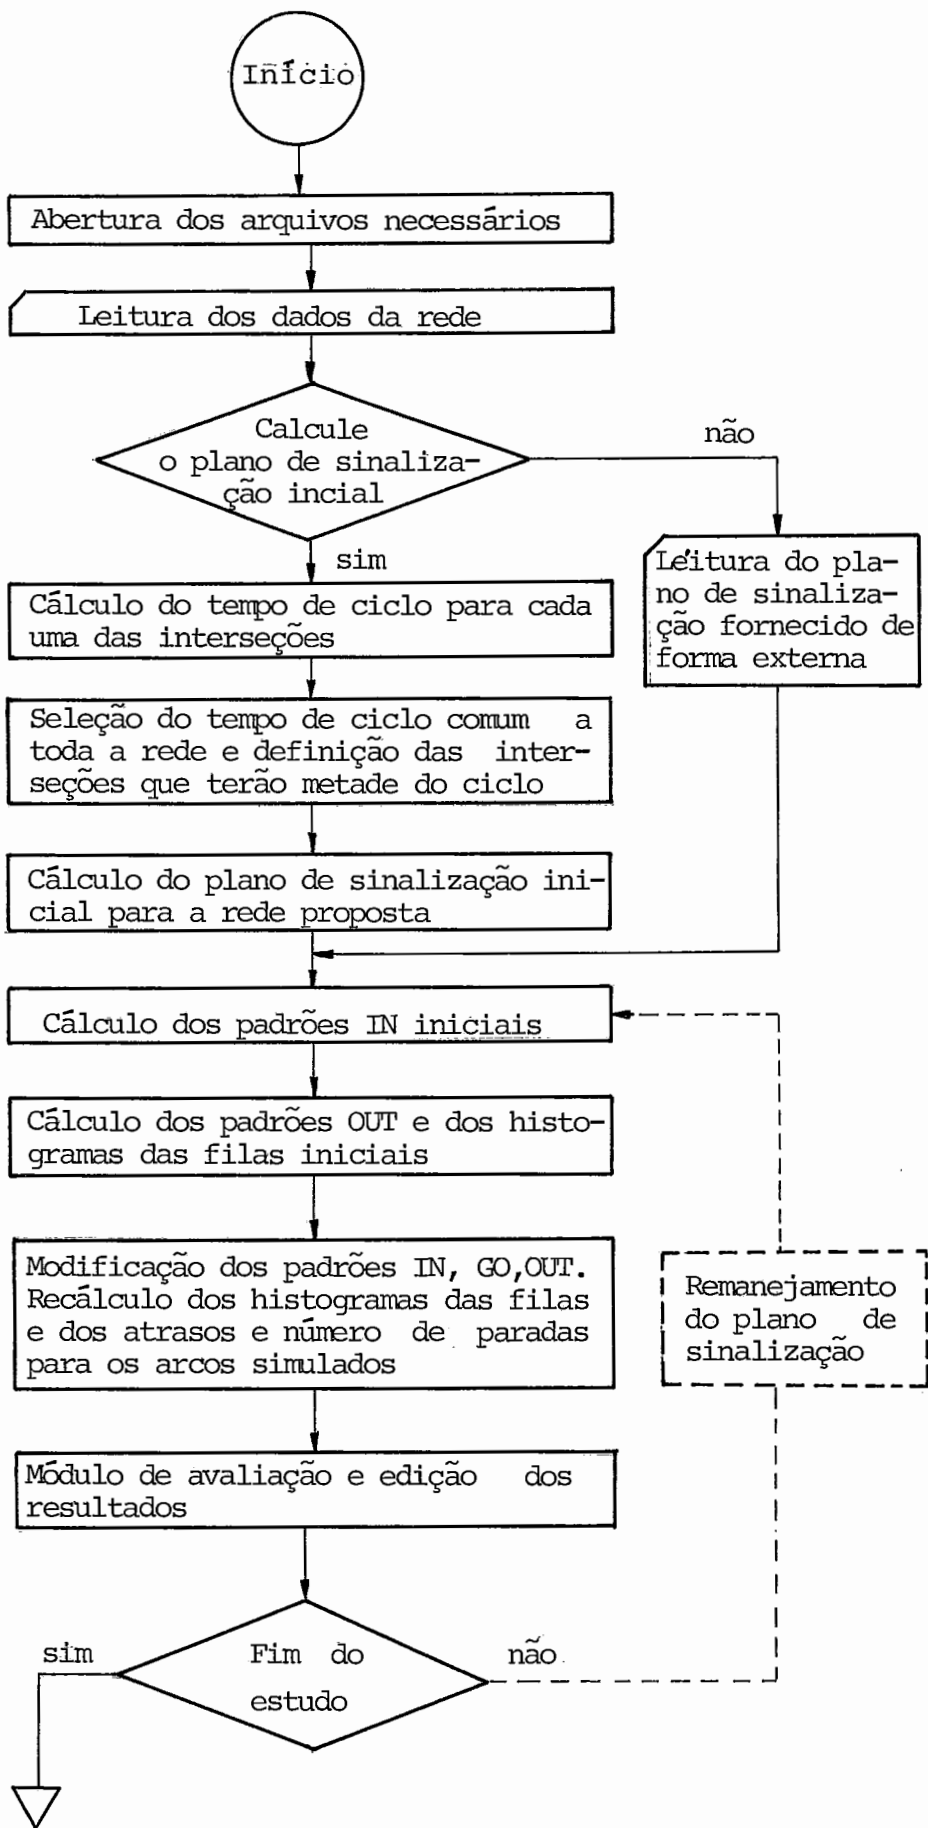 Início
Abertura dos arquivos necessários
Leitura dos dados da rede
Calcule
o plano de sinaliza-
ção incial
não
sim
Leitura do pla-
no de sinaliza-
ção fornecido de
forma externa
Cálculo do tempo de ciclo para cada
uma das interseções
Seleção do tempo de ciclo comum a
toda a rede e definição das inter-
seções que terão metade do ciclo
Cálculo do plano de sinalização ini-
cial para a rede proposta
Cálculo dos padrões IN iniciais
Cálculo dos padrões OUT e dos histo-
gramas das filas iniciais
Modificação dos padrões IN, GO,OUT.
Recálculo dos histogramas das filas
e dos atrasos e número de paradas
para os arcos simulados
Remanejamento
do plano de
sinalização
Módulo de avaliação e edição dos
resultados
sim
Fim do
estudo
não